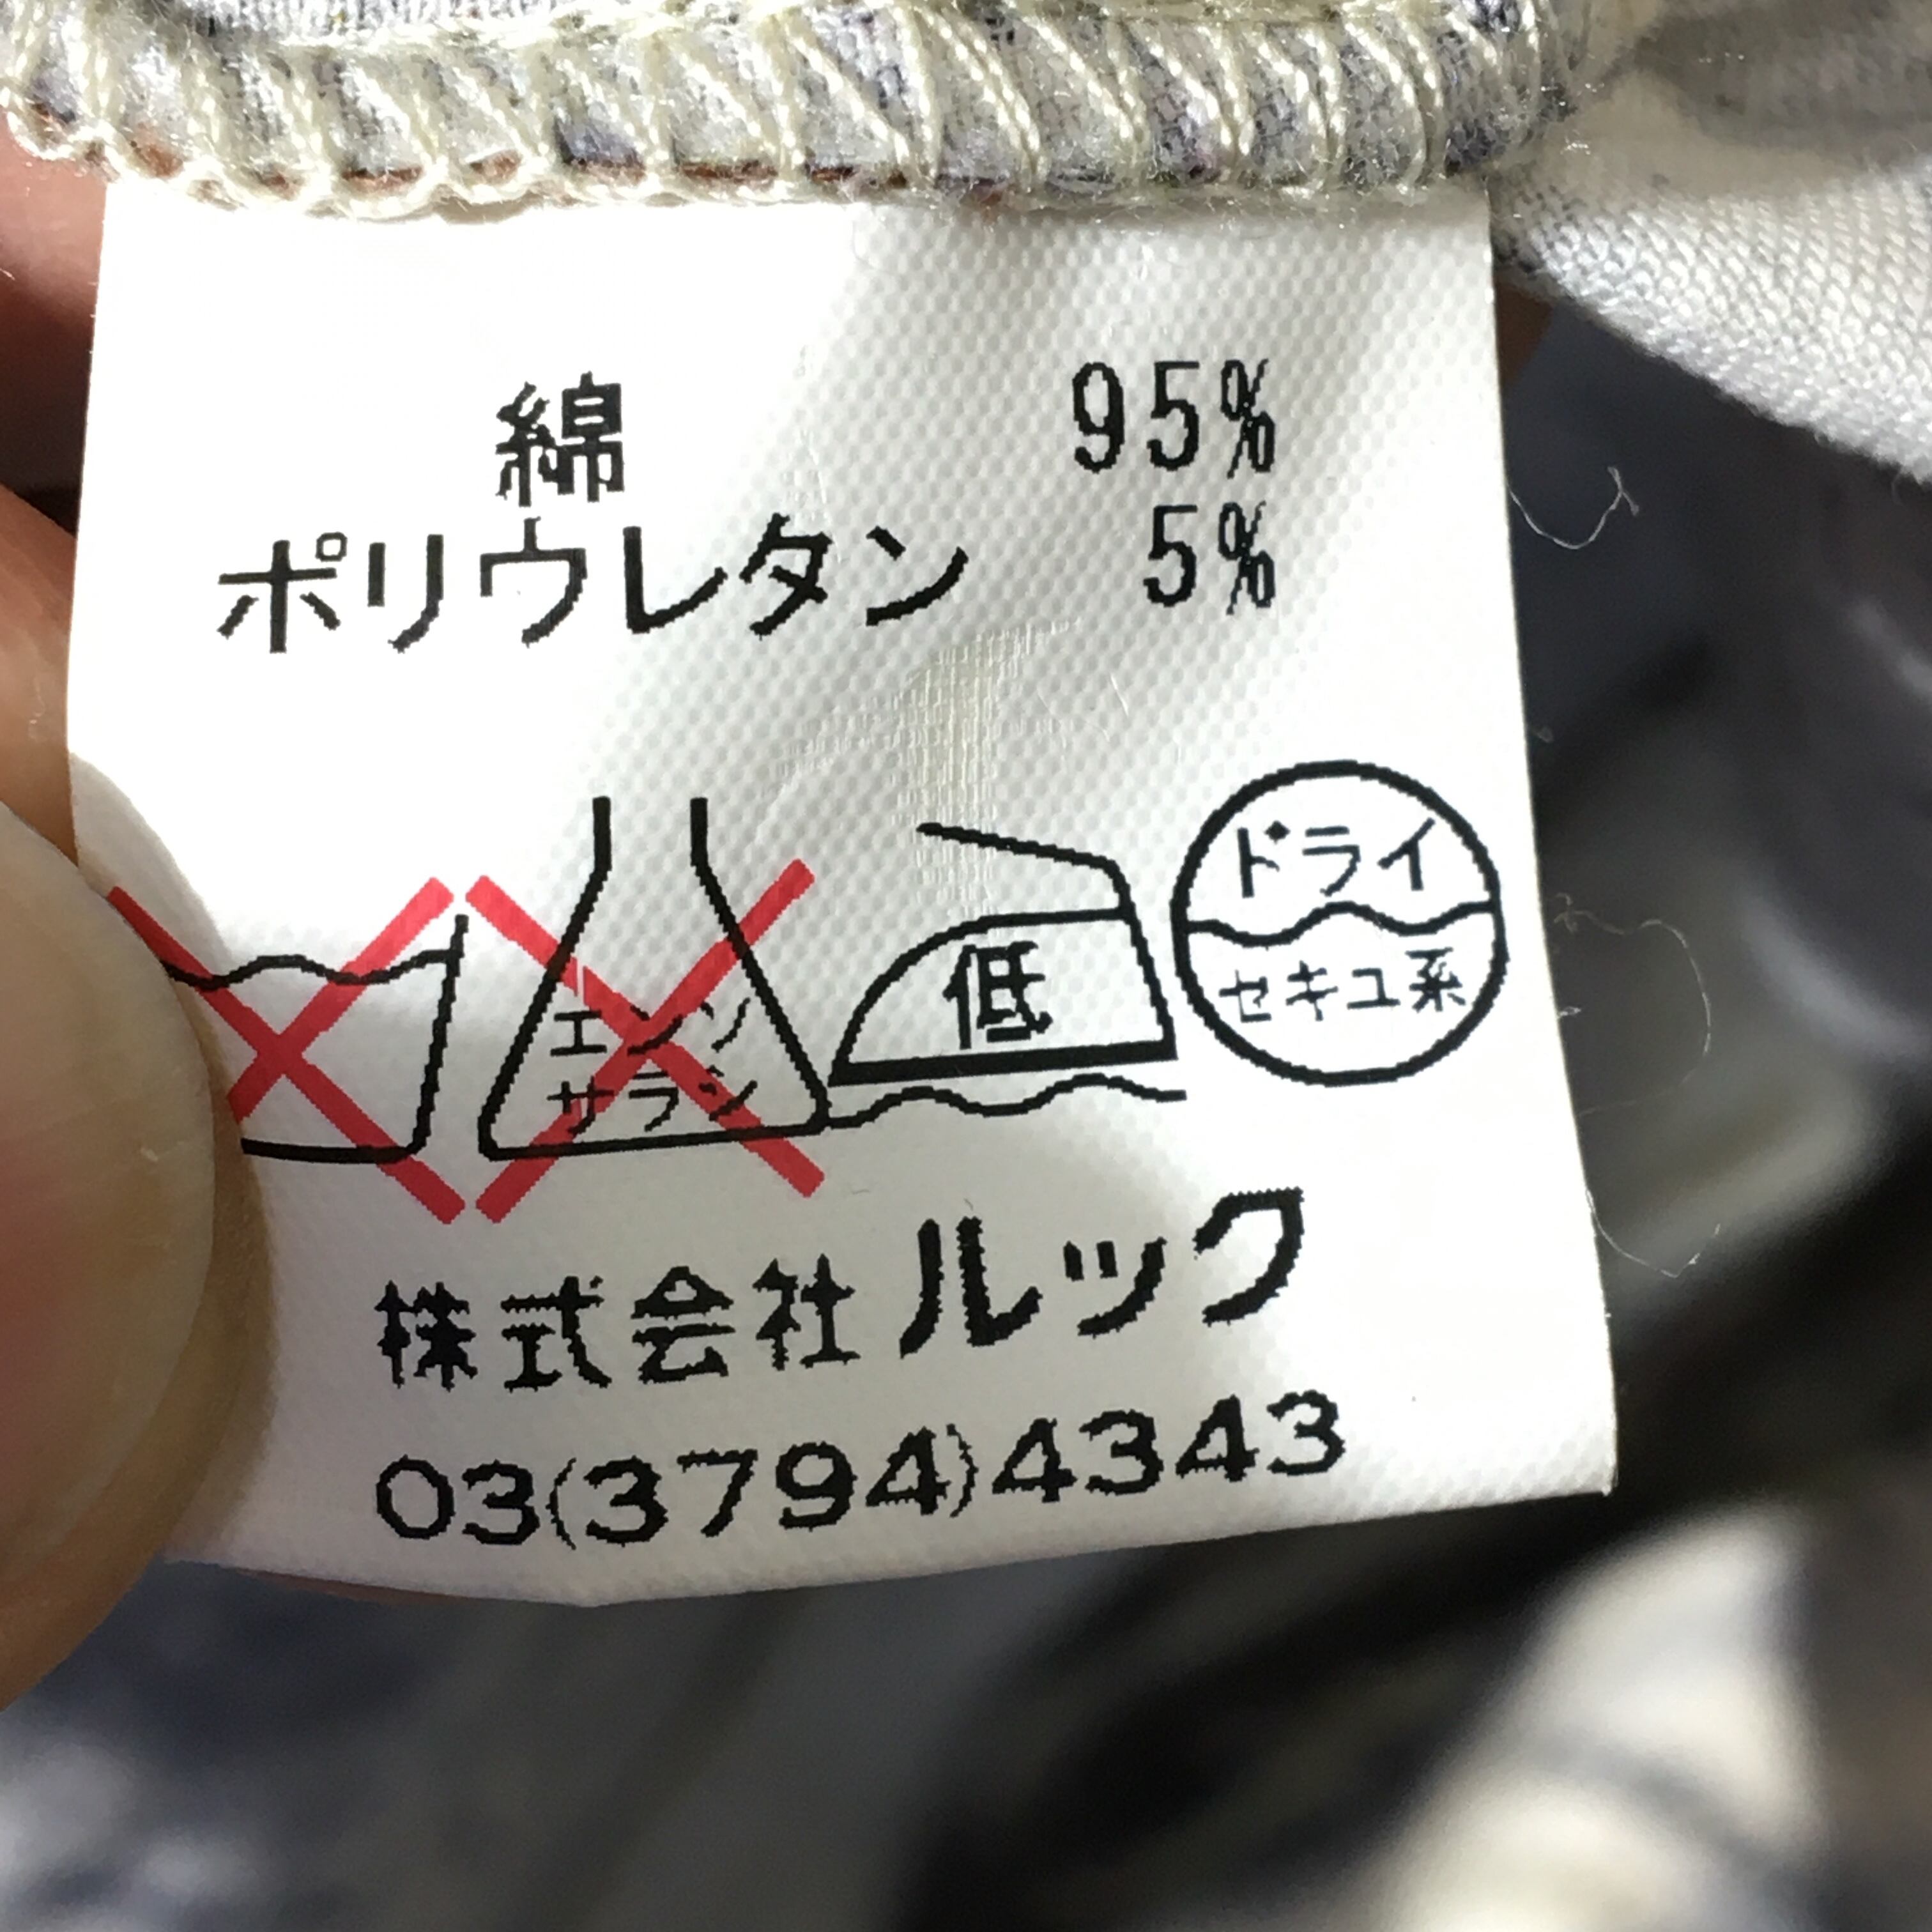 綿 95%
ポリウレタン 5%
エンソ
サラシ
低
ドライ
セキユ系
株式会社ルック
03(3794)4343